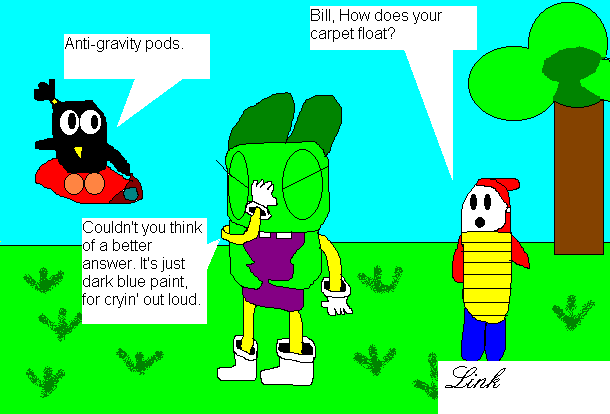 Bill, How does your
carpet float?
Anti-gravity pods.
Couldn't you think
of a better
answer. It's just
dark blue paint,
for cryin' out loud.
Link